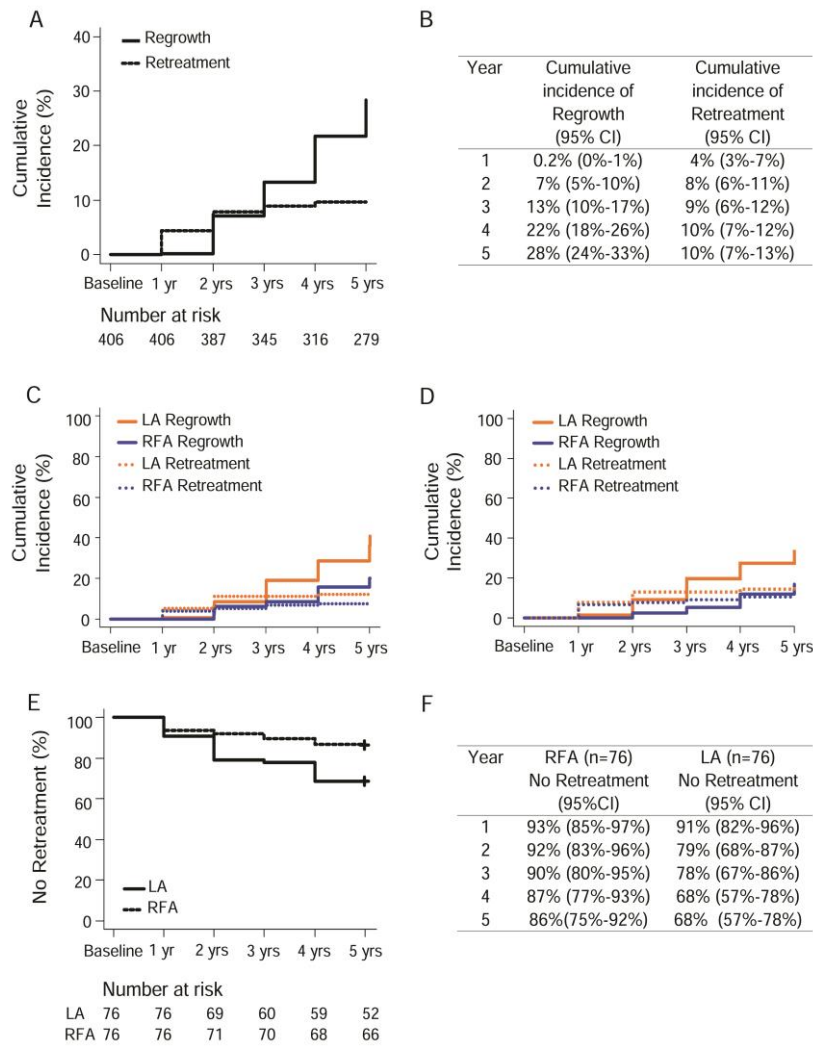 A
Cumulative
Incidence (%)
40
30
20
10
0
Regrowth
Retreatment
Baseline 1 yr 2 yrs 3 yrs 4 yrs 5 yrs
Number at risk
406 406 387 345 316 279
B
Year Cumulative incidence of Regrowth (95% CI) Cumulative incidence of Retreatment (95% CI)
1 0.2% (0%-1%) 4% (3%-7%)
2 7% (5%-10%) 8% (6%-11%)
3 13% (10%-17%) 9% (6%-12%)
4 22% (18%-26%) 10% (7%-12%)
5 28% (24%-33%) 10% (7%-13%)
C
Cumulative
Incidence (%)
100
80
60
40
20
0
LA Regrowth
RFA Regrowth
LA Retreatment
RFA Retreatment
Baseline 1 yr 2 yrs 3 yrs 4 yrs 5 yrs
D
Cumulative
Incidence (%)
100
80
60
40
20
0
LA Regrowth
RFA Regrowth
LA Retreatment
RFA Retreatment
Baseline 1 yr 2 yrs 3 yrs 4 yrs 5 yrs
E
No Retreatment (%)
100
80
60
40
20
0
LA
RFA
Baseline 1 yr 2 yrs 3 yrs 4 yrs 5 yrs
Number at risk
LA 76 76 69 60 59 52
RFA 76 76 71 70 68 66
F
Year RFA (n=76) No Retreatment (95%CI) LA (n=76) No Retreatment (95% CI)
1 93% (85%-97%) 91% (82%-96%)
2 92% (83%-96%) 79% (68%-87%)
3 90% (80%-95%) 78% (67%-86%)
4 87% (77%-93%) 68% (57%-78%)
5 86%(75%-92%) 68% (57%-78%)